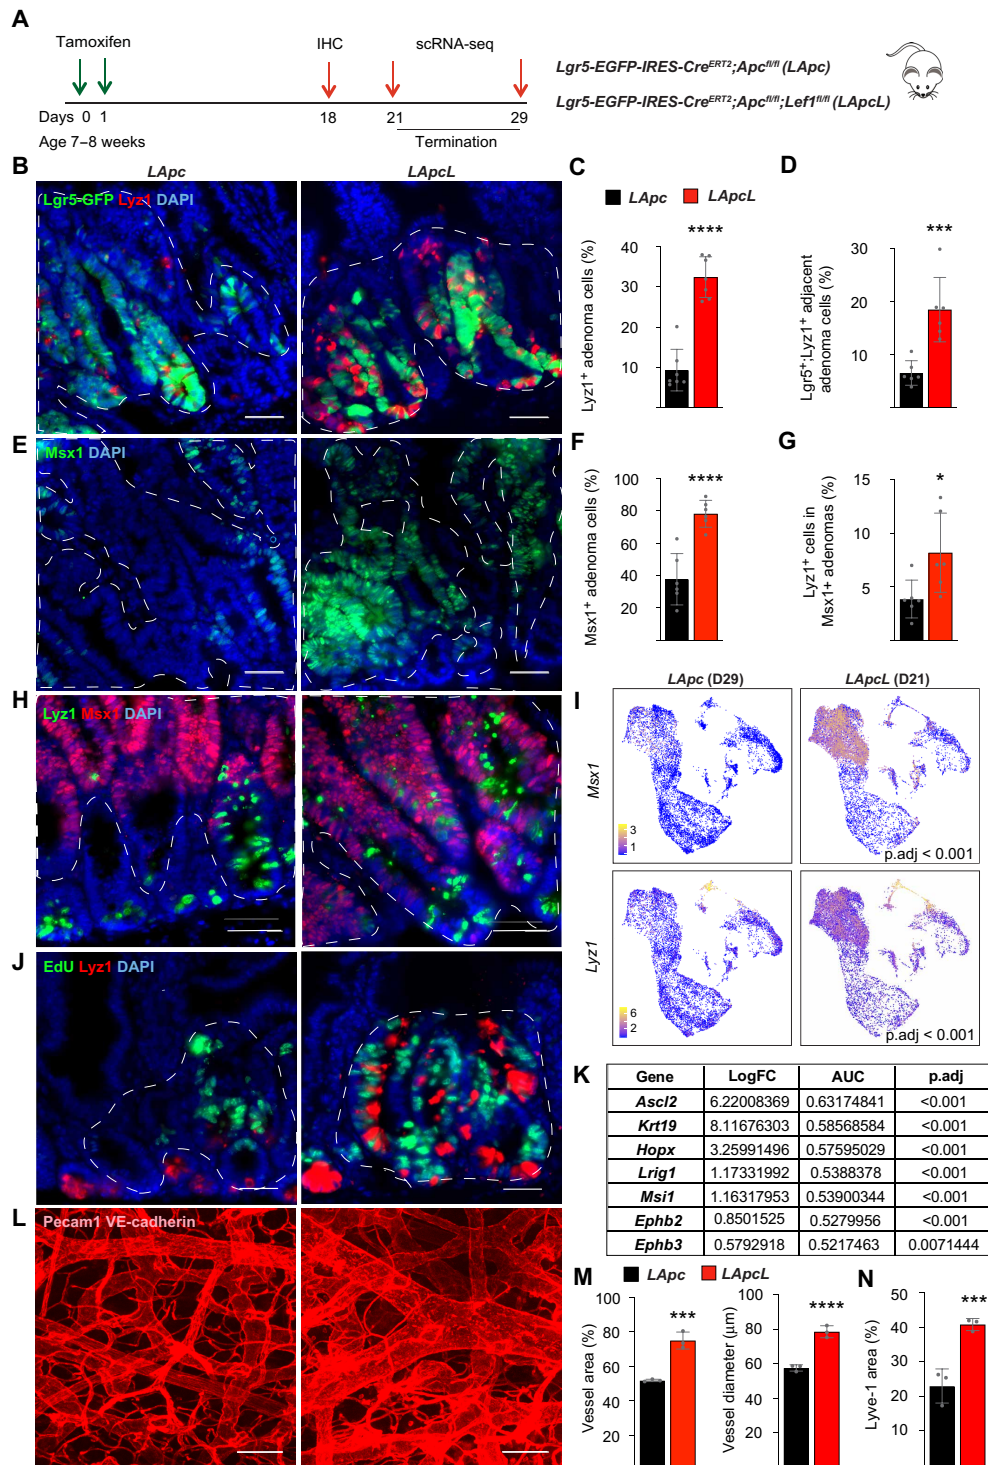 A
Tamoxifen
IHC
scRNA-seq
Days 0 1 18 21 29
Age 7–8 weeks
Termination
Lgr5-EGFP-IRES-CreERT2;Apcfl/fl (LApc)
Lgr5-EGFP-IRES-CreERT2;Apcfl/fl;Lef1fl/fl (LApcL)
B
LApc
LApcL
Lgr5-GFP Lyz1 DAPI
C
LApc
LApcL
Lyz1+ adenoma cells (%)
40
30
20
10
****
D
Lgr5+:Lyz1+ adjacent
adenoma cells (%)
30
20
10
***
E
Msx1 DAPI
F
Msx1+ adenoma cells (%)
100
80
60
40
20
****
G
Lyz1+ cells in
Msx1+ adenomas (%)
15
10
5
*
H
Lyz1 Msx1 DAPI
I
LApc (D29)
LApcL (D21)
Msx1
3
1
p.adj < 0.001
Lyz1
6
2
p.adj < 0.001
J
EdU Lyz1 DAPI
K
Gene LogFC AUC p.adj
Ascl2 6.22008369 0.63174841 <0.001
Krt19 8.11676303 0.58568584 <0.001
Hopx 3.25991496 0.57595029 <0.001
Lrig1 1.17331992 0.5388378 <0.001
Msi1 1.16317953 0.53900344 <0.001
Ephb2 0.8501525 0.5279956 <0.001
Ephb3 0.5792918 0.5217463 0.0071444
L
Pecam1 VE-cadherin
M
LApc
LApcL
Vessel area (%)
100
80
60
40
20
***
Vessel diameter (μm)
100
80
60
40
20
****
N
Lyve-1 area (%)
50
40
30
20
10
***